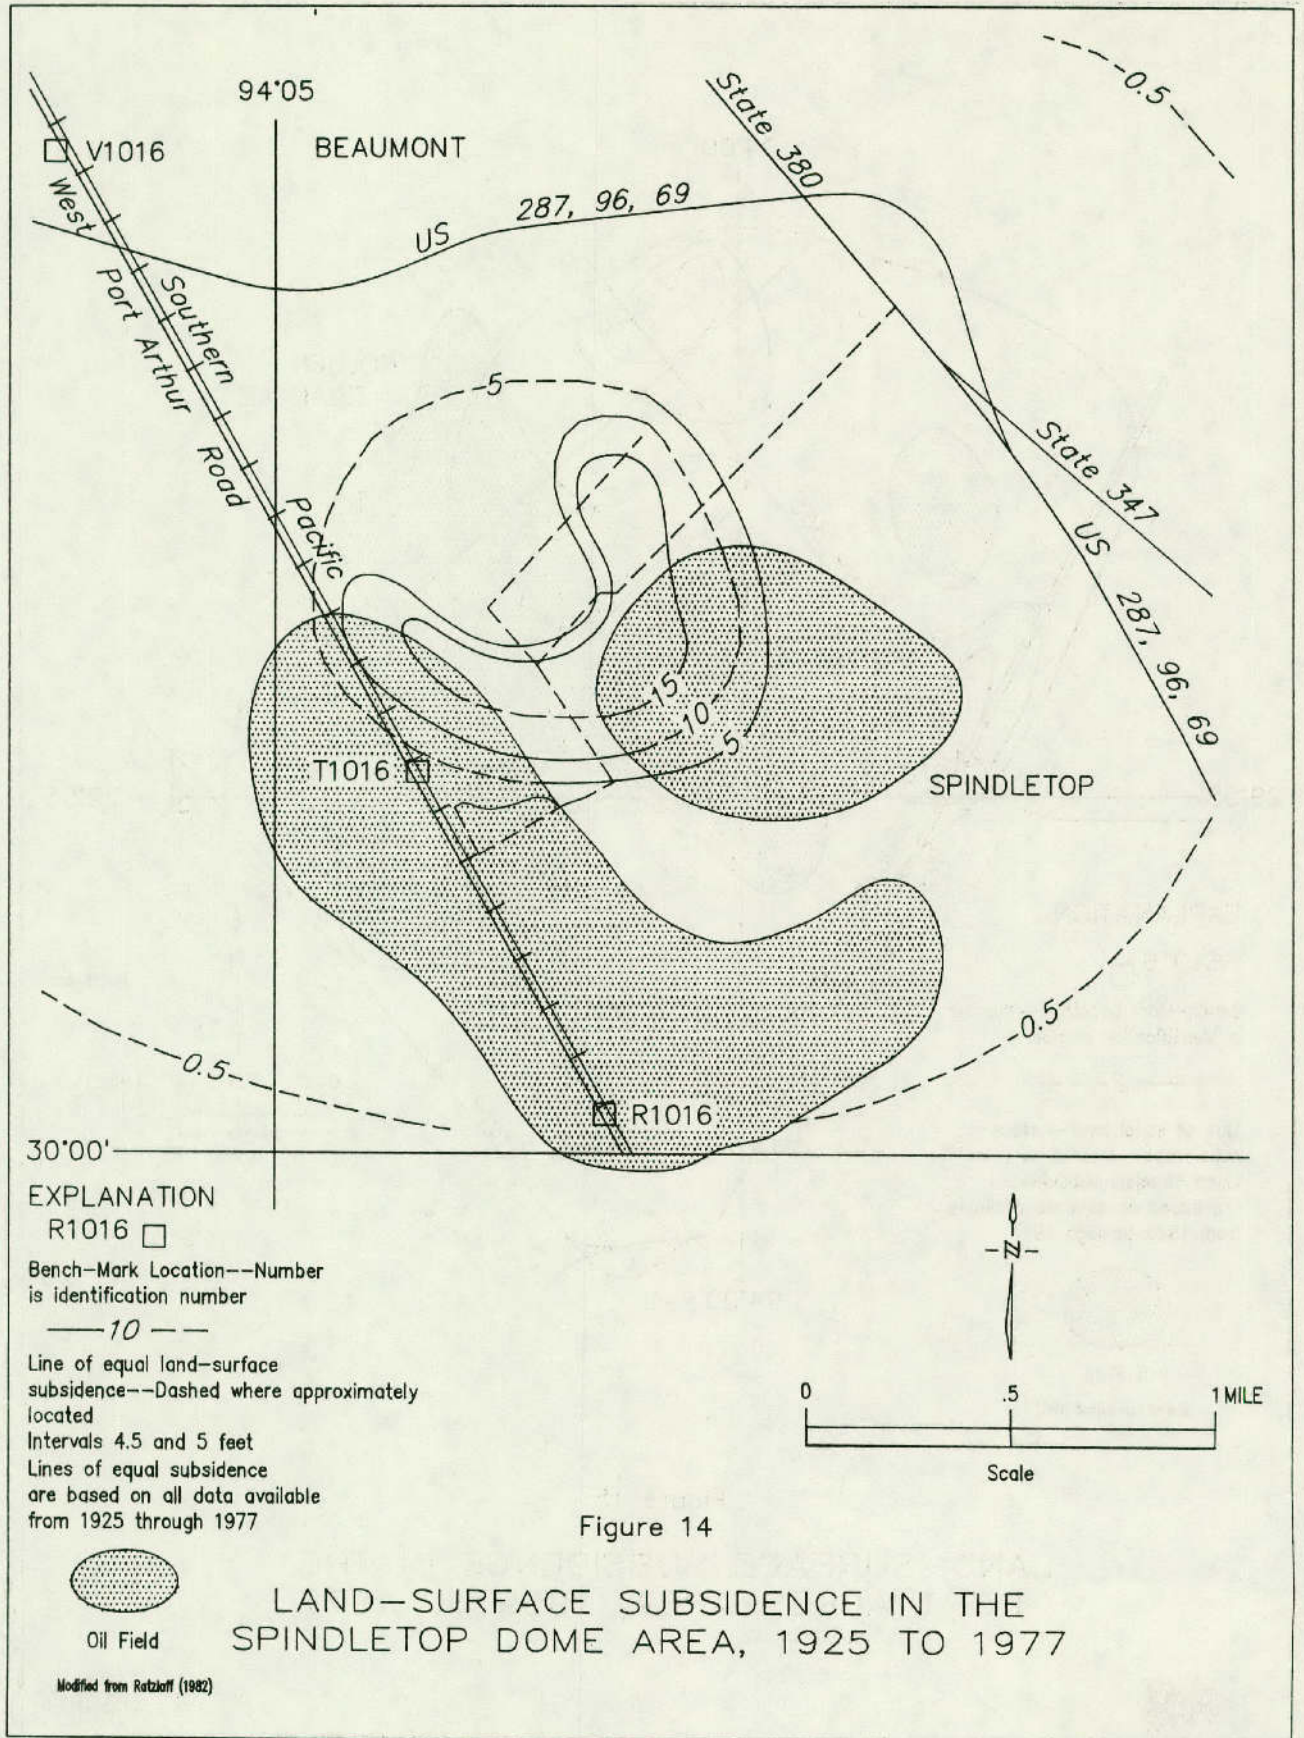 94°05
BEAUMONT
V1016
State 380
0.5
287, 96, 69
US
West
Port Arthur
Road
Southern
Pacific
5
State 347
US 287, 96, 69
15
10
5
T1016
SPINDLETOP
0.5
0.5
R1016
30°00'
EXPLANATION
R1016
Bench-Mark Location--Number
is identification number
10
Line of equal land-surface
subsidence--Dashed where approximately
located
Intervals 4.5 and 5 feet
Lines of equal subsidence
are based on all data available
from 1925 through 1977
Oil Field
Modified from Ratzlaff (1982)
-N-
0 .5 1 MILE
Scale
Figure 14
LAND-SURFACE SUBSIDENCE IN THE
SPINDLETOP DOME AREA, 1925 TO 1977